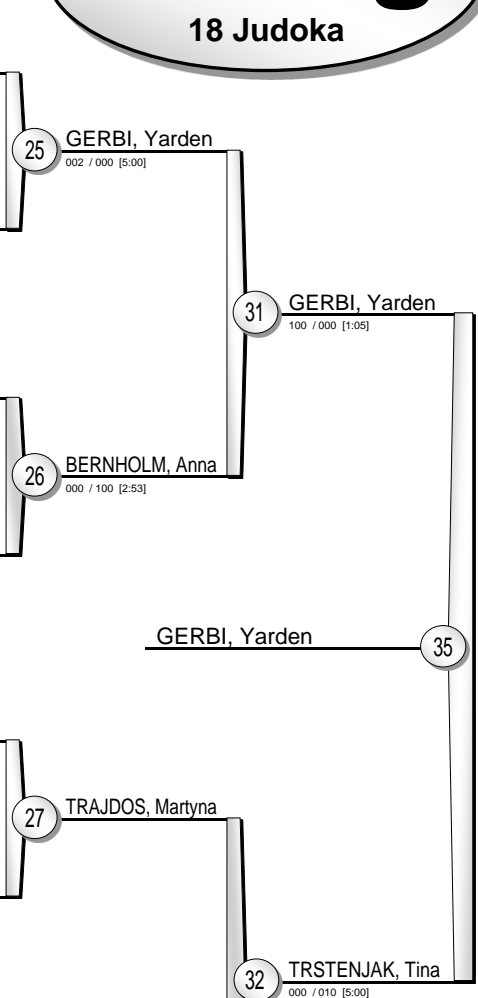 18 Judoka
25
GERBI, Yarden
002 / 000 [5:00]
31
GERBI, Yarden
100 / 000 [1:05]
26
BERNHOLM, Anna
000 / 100 [2:53]
GERBI, Yarden
35
27
TRAJDOS, Martyna
32
TRSTENJAK, Tina
000 / 010 [5:00]